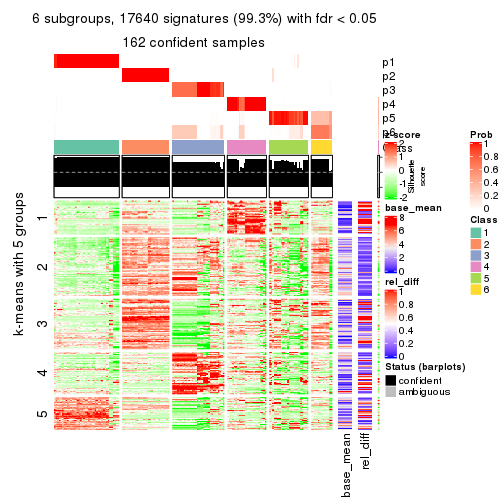 6 subgroups, 17640 signatures (99.3%) with fdr < 0.05
162 confident samples
p1
p2
p3
p4
p5
p6
Class
z-score
2
1
0
-1
-2
Silhouette score
Prob
1
0.8
0.6
0.4
0.2
0
base_mean
8
6
4
2
0
Class
1
2
3
4
5
6
rel_diff
1
0.8
0.6
0.4
0.2
0
Status (barplots)
confident
ambiguous
k-means with 5 groups
1
2
3
4
5
base_mean
rel_diff